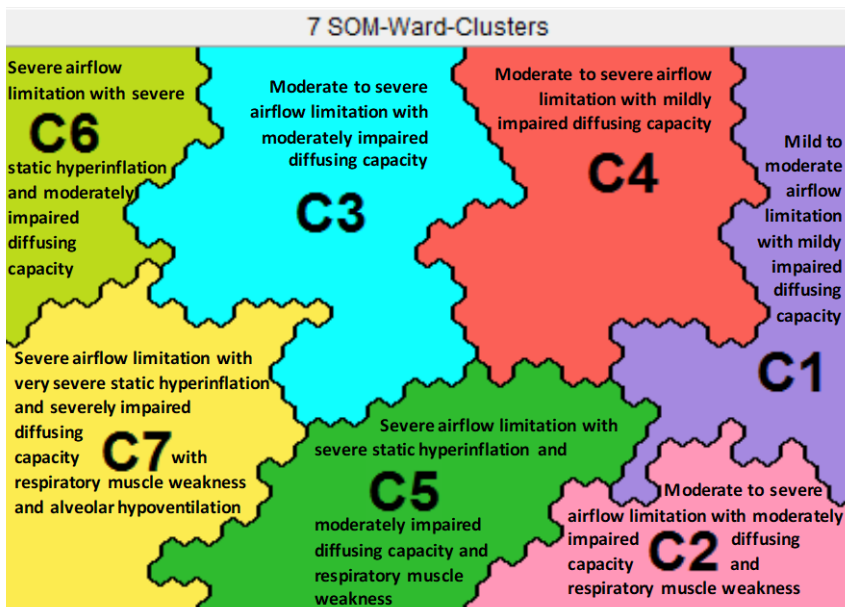 7 SOM-Ward-Clusters
Severe airflow
limitation with severe
C6
static hyperinflation
and moderately
impaired
diffusing
capacity
Moderate to severe
airflow limitation with
moderately impaired
diffusing capacity
C3
Moderate to severe airflow
limitation with mildly
impaired diffusing capacity
C4
Mild to
moderate
airflow
limitation
with mildy
impaired
diffusing
capacity
C1
Severe airflow limitation with
very severe static hyperinflation
and severely impaired
diffusing
capacity C7 with
respiratory muscle weakness
and alveolar hypoventilation
Severe airflow limitation with
severe static hyperinflation and
C5
moderately impaired
diffusing capacity and
respiratory muscle
weakness
Moderate to severe
airflow limitation with moderately
impaired C2 diffusing
capacity and
respiratory muscle weakness